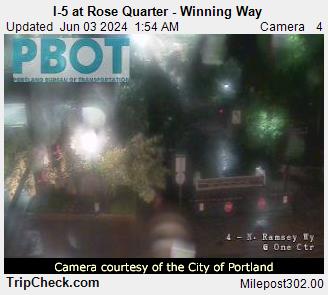 I-5 at Rose Quarter - Winning Way
Updated Jun 03 2024 1:54 AM Camera 4
PBOT
PORTLAND BUREAU OF TRANSPORTATION
4 - N. Ramsey Wy
@ One Ctr
Camera courtesy of the City of Portland
TripCheck.com Milepost302.00